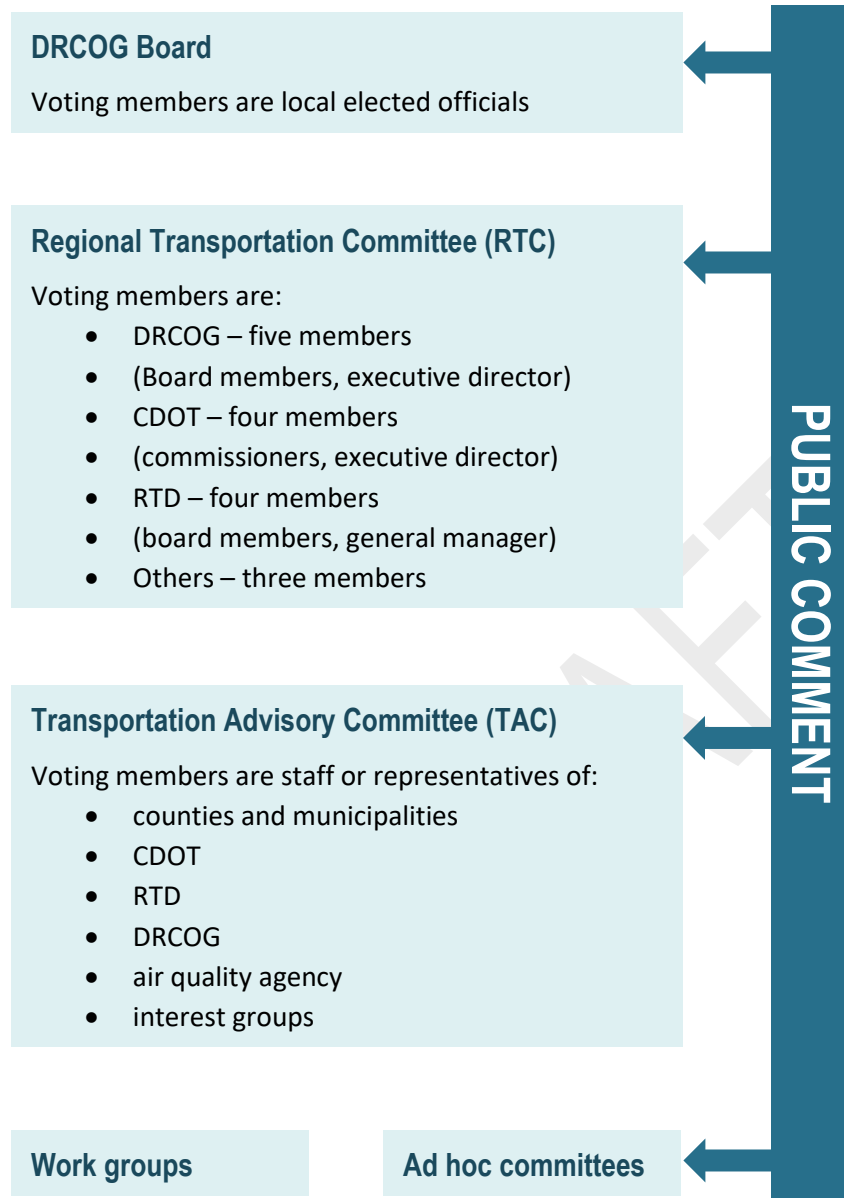 DRCOG Board
Voting members are local elected officials
Regional Transportation Committee (RTC)
Voting members are:
• DRCOG – five members
• (Board members, executive director)
• CDOT – four members
• (commissioners, executive director)
• RTD – four members
• (board members, general manager)
• Others – three members
Transportation Advisory Committee (TAC)
Voting members are staff or representatives of:
• counties and municipalities
• CDOT
• RTD
• DRCOG
• air quality agency
• interest groups
Work groups
Ad hoc committees
PUBLIC COMMENT